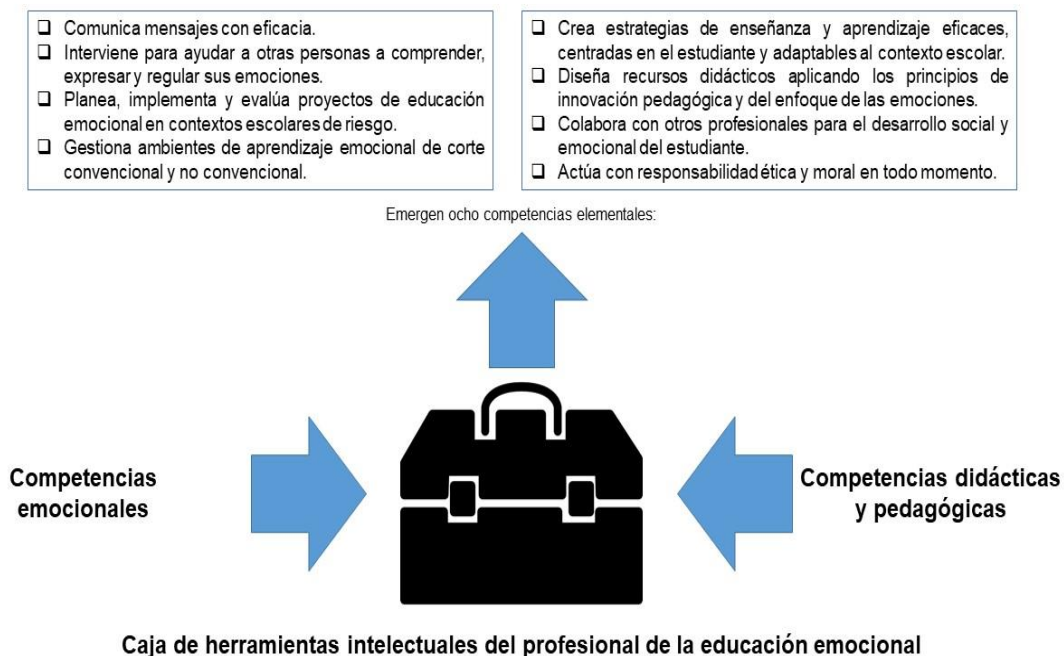 ❑ Comunica mensajes con eficacia.
❑ Interviene para ayudar a otras personas a comprender,
expresar y regular sus emociones.
❑ Planea, implementa y evalúa proyectos de educación
emocional en contextos escolares de riesgo.
❑ Gestiona ambientes de aprendizaje emocional de corte
convencional y no convencional.
❑ Crea estrategias de enseñanza y aprendizaje eficaces,
centradas en el estudiante y adaptables al contexto escolar.
❑ Diseña recursos didácticos aplicando los principios de
innovación pedagógica y del enfoque de las emociones.
❑ Colabora con otros profesionales para el desarrollo social y
emocional del estudiante.
❑ Actúa con responsabilidad ética y moral en todo momento.
Emergen ocho competencias elementales:
Competencias
emocionales
Competencias didácticas
y pedagógicas
Caja de herramientas intelectuales del profesional de la educación emocional